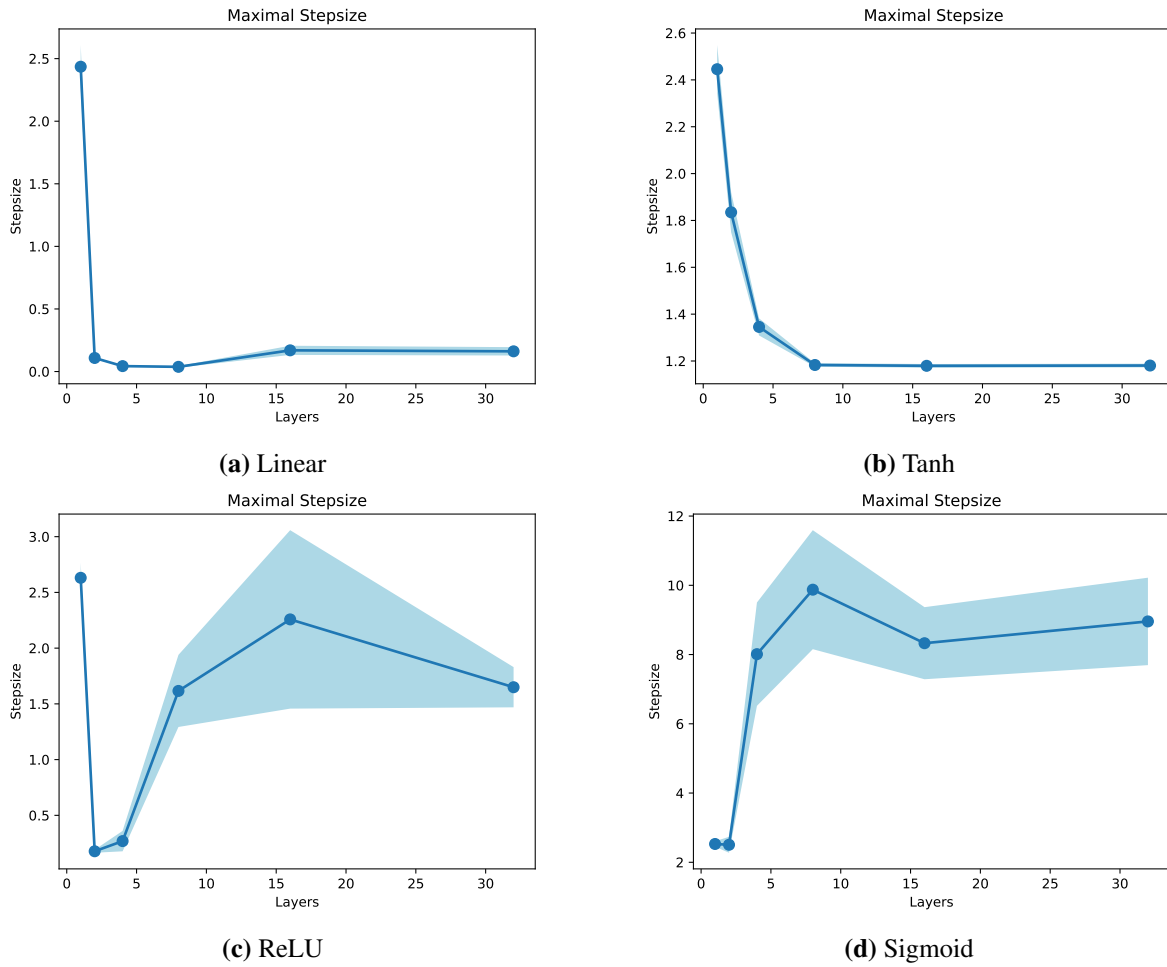 Maximal Stepsize
2.5
2.0
1.5
1.0
0.5
0.0
Stepsize
0 5 10 15 20 25 30
Layers
(a) Linear
Maximal Stepsize
2.6
2.4
2.2
2.0
1.8
1.6
1.4
1.2
Stepsize
0 5 10 15 20 25 30
Layers
(b) Tanh
Maximal Stepsize
3.0
2.5
2.0
1.5
1.0
0.5
Stepsize
0 5 10 15 20 25 30
Layers
(c) ReLU
Maximal Stepsize
12
10
8
6
4
2
Stepsize
0 5 10 15 20 25 30
Layers
(d) Sigmoid